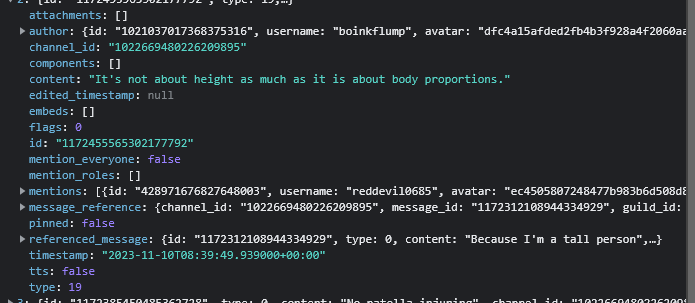 2: {id: "1172455565302177792", type: 19,…}
attachments: []
author: {id: "1021037017368375316", username: "boinkflump", avatar: "dfc4a15afded2fb4b3f928a4f2060aa
channel_id: "1022669480226209895"
components: []
content: "It's not about height as much as it is about body proportions."
edited_timestamp: null
embeds: []
flags: 0
id: "1172455565302177792"
mention_everyone: false
mention_roles: []
mentions: [{id: "428971676827648003", username: "reddevil0685", avatar: "ec4505807248477b983b6d508d8
message_reference: {channel_id: "1022669480226209895", message_id: "1172312108944334929", guild_id:
pinned: false
referenced_message: {id: "1172312108944334929", type: 0, content: "Because I'm a tall person",…}
timestamp: "2023-11-10T08:39:49.939000+00:00"
tts: false
type: 19
3: {id: "1172385450485362728", type: 0, content: "No patella injuring", channel_id: "1022669480226209